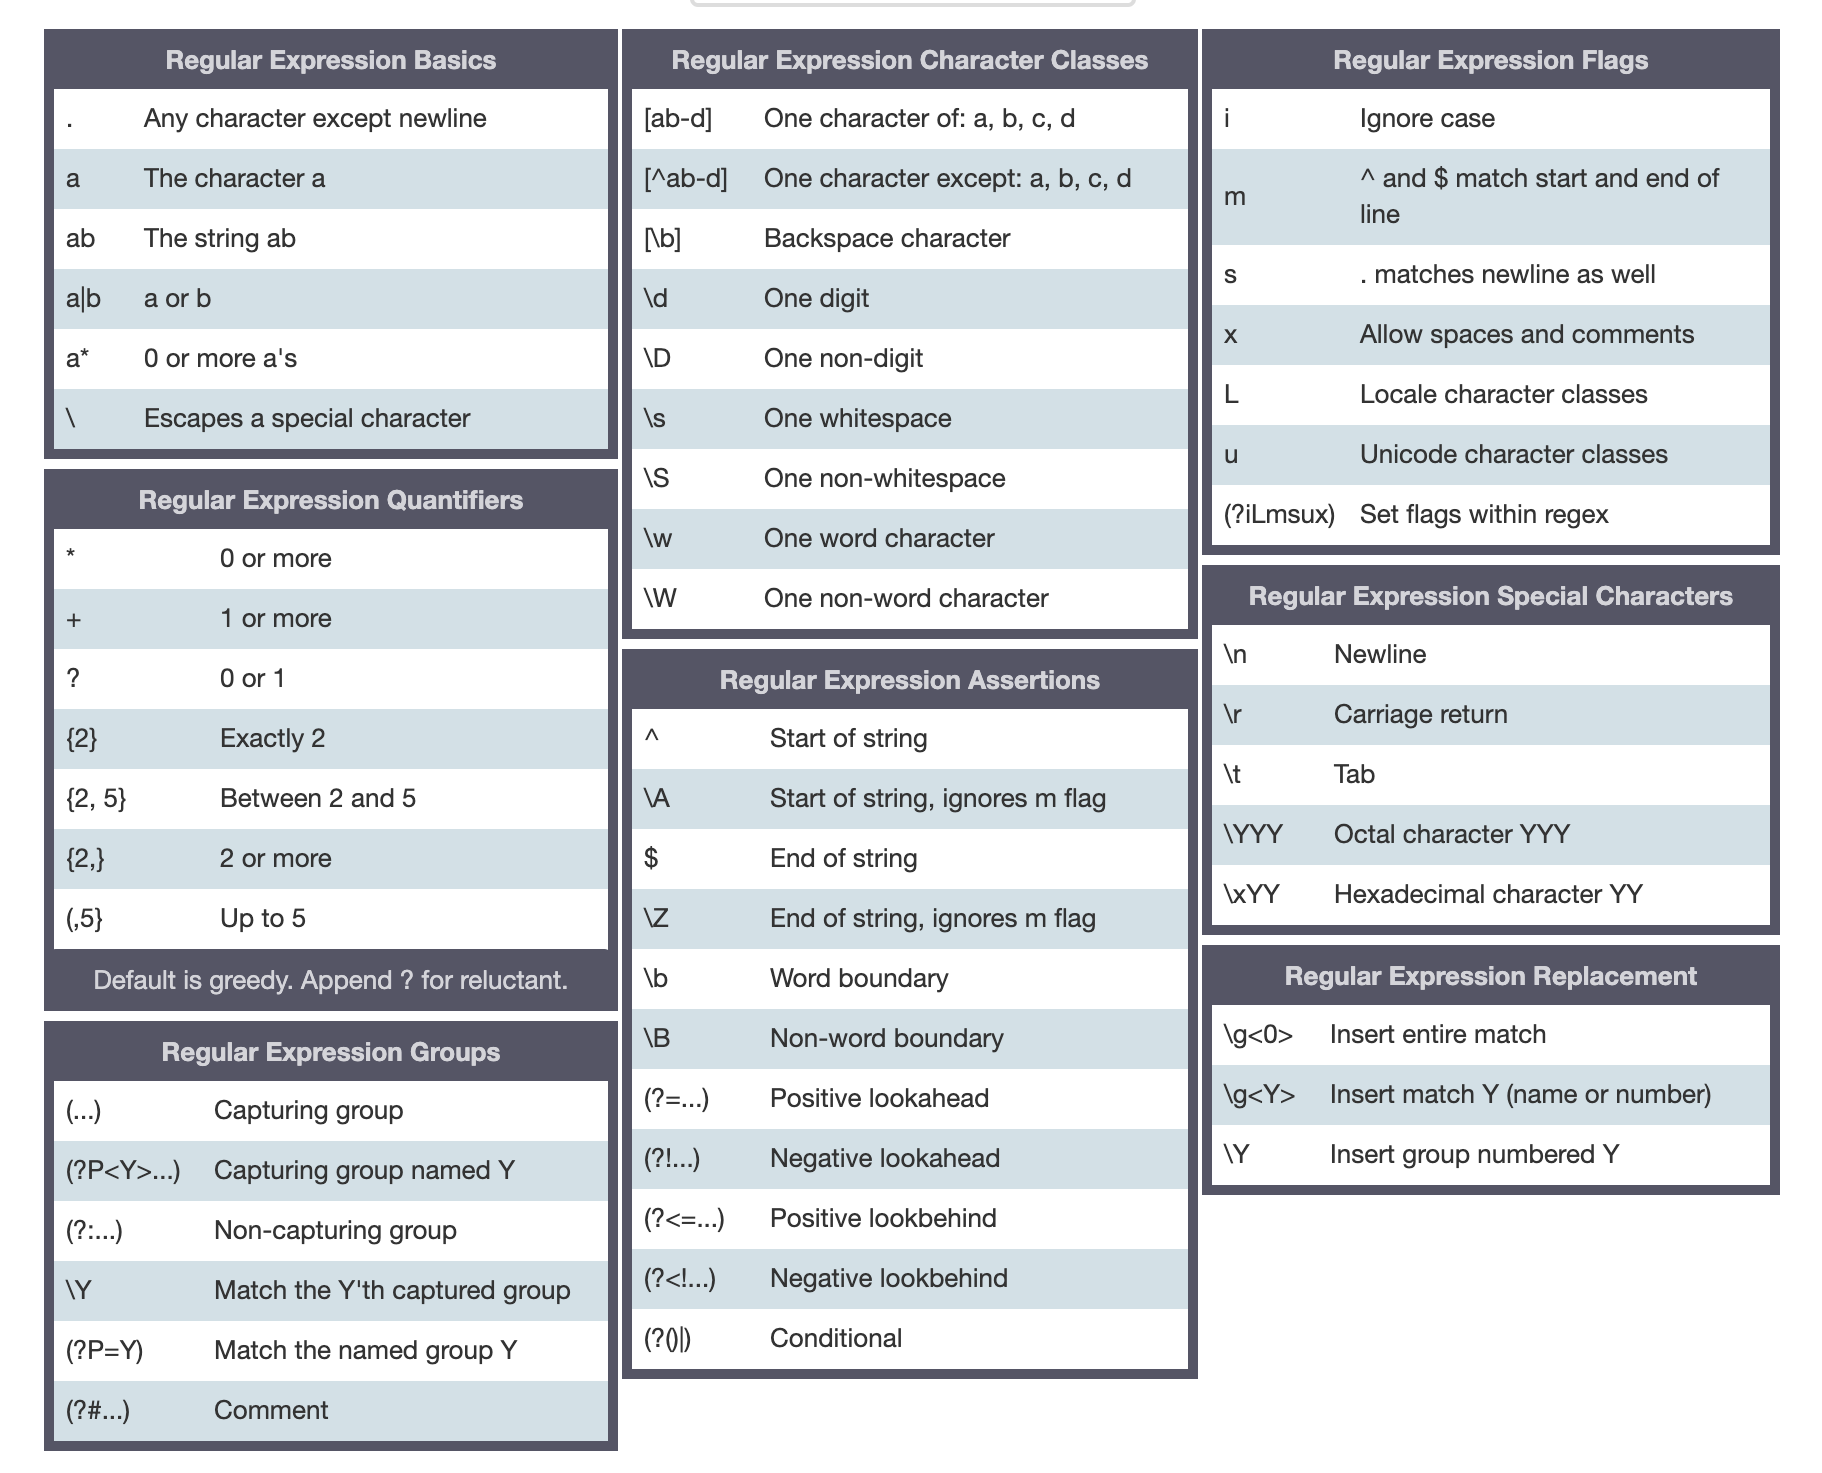 Regular Expression Basics
. Any character except newline
a The character a
ab The string ab
a|b a or b
a* 0 or more a's
\ Escapes a special character
Regular Expression Quantifiers
* 0 or more
+ 1 or more
? 0 or 1
{2} Exactly 2
{2, 5} Between 2 and 5
{2,} 2 or more
(,5} Up to 5
Default is greedy. Append ? for reluctant.
Regular Expression Groups
(...) Capturing group
(?P<Y>...) Capturing group named Y
(?:...) Non-capturing group
\Y Match the Y'th captured group
(?P=Y) Match the named group Y
(?#...) Comment
Regular Expression Character Classes
[ab-d] One character of: a, b, c, d
[^ab-d] One character except: a, b, c, d
[\b] Backspace character
\d One digit
\D One non-digit
\s One whitespace
\S One non-whitespace
\w One word character
\W One non-word character
Regular Expression Assertions
^ Start of string
\A Start of string, ignores m flag
$ End of string
\Z End of string, ignores m flag
\b Word boundary
\B Non-word boundary
(?=...) Positive lookahead
(?!...) Negative lookahead
(?<=...) Positive lookbehind
(?<!...) Negative lookbehind
(?()|) Conditional
Regular Expression Flags
i Ignore case
m ^ and $ match start and end of
line
s . matches newline as well
x Allow spaces and comments
L Locale character classes
u Unicode character classes
(?iLmsux) Set flags within regex
Regular Expression Special Characters
\n Newline
\r Carriage return
\t Tab
\YYY Octal character YYY
\xYY Hexadecimal character YY
Regular Expression Replacement
\g<0> Insert entire match
\g<Y> Insert match Y (name or number)
\Y Insert group numbered Y